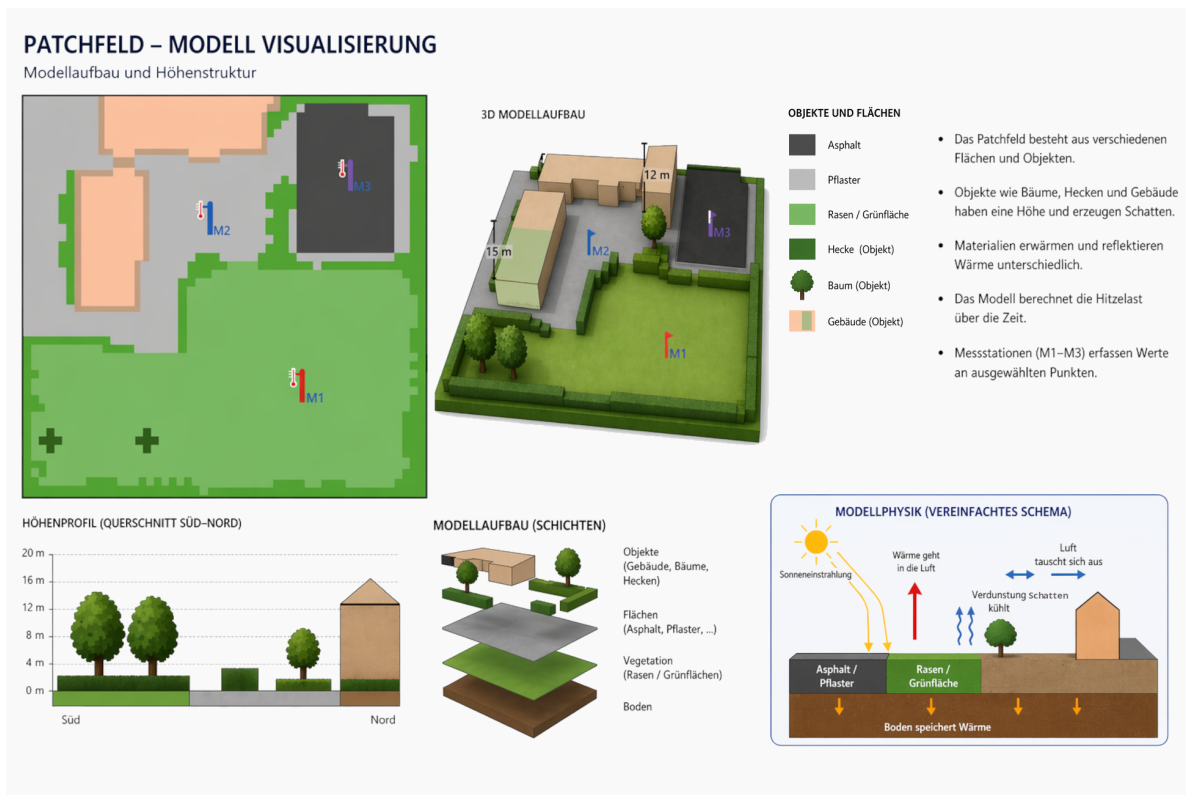 PATCHFELD – MODELL VISUALISIERUNG
Modellaufbau und Höhenstruktur
M3
M2
M1
3D MODELLAUFBAU
12 m
15 m
M3
M2
M1
OBJEKTE UND FLÄCHEN
Asphalt
Pflaster
Rasen / Grünfläche
Hecke (Objekt)
Baum (Objekt)
Gebäude (Objekt)
• Das Patchfeld besteht aus verschiedenen
Flächen und Objekten.
• Objekte wie Bäume, Hecken und Gebäude
haben eine Höhe und erzeugen Schatten.
• Materialien erwärmen und reflektieren
Wärme unterschiedlich.
• Das Modell berechnet die Hitzelast
über die Zeit.
• Messstationen (M1–M3) erfassen Werte
an ausgewählten Punkten.
HÖHENPROFIL (QUERSCHNITT SÜD–NORD)
20 m
16 m
12 m
8 m
4 m
0 m
Süd
Nord
MODELLAUFBAU (SCHICHTEN)
Objekte
(Gebäude, Bäume,
Hecken)
Flächen
(Asphalt, Pflaster, ...)
Vegetation
(Rasen / Grünflächen)
Boden
MODELLPHYSIK (VEREINFACHTES SCHEMA)
Sonneneinstrahlung
Wärme geht
in die Luft
Luft
tauscht sich aus
Verdunstung
kühlt
Schatten
Asphalt /
Pflaster
Rasen /
Grünfläche
Boden speichert Wärme